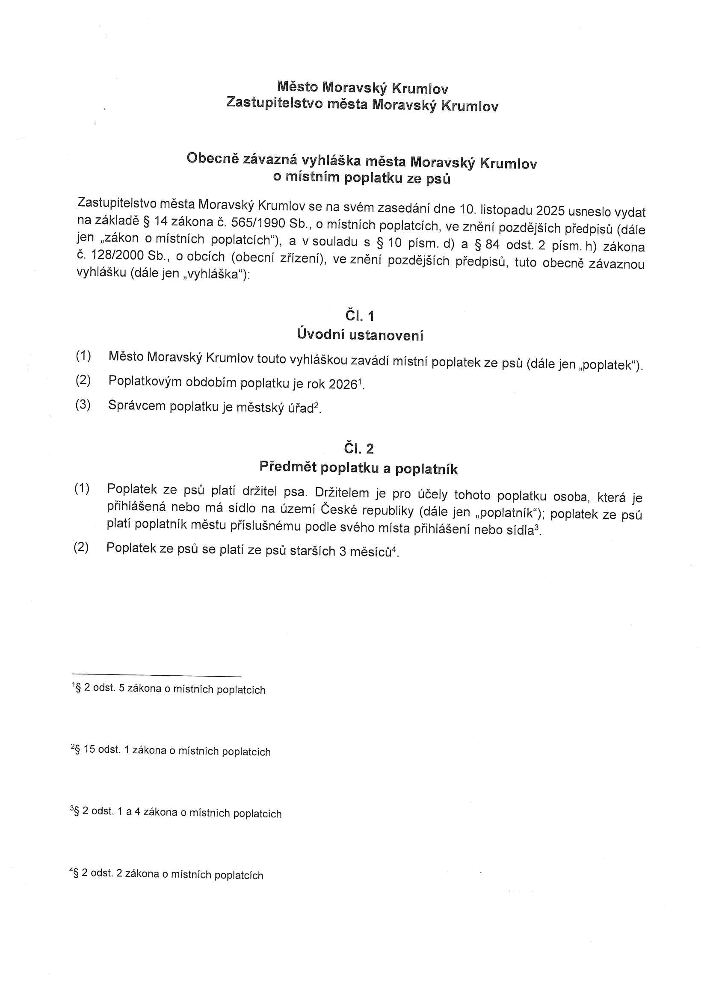 Město Moravský Krumlov
Zastupitelstvo města Moravský Krumlov
Obecně závazná vyhláška města Moravský Krumlov
o místním poplatku ze psů
Zastupitelstvo města Moravský Krumlov se na svém zasedání dne 10. listopadu 2025 usneslo vydat
na základě § 14 zákona č. 565/1990 Sb., o místních poplatcích, ve znění pozdějších předpisů (dále
jen „zákon o místních poplatcích“), a v souladu s § 10 písm. d) a § 84 odst. 2 písm. h) zákona
č. 128/2000 Sb., o obcích (obecní zřízení), ve znění pozdějších předpisů, tuto obecně závaznou
vyhlášku (dále jen „vyhláška“):
Čl. 1
Úvodní ustanovení
(1) Město Moravský Krumlov touto vyhláškou zavádí místní poplatek ze psů (dále jen „poplatek“).
(2) Poplatkovým obdobím poplatku je rok 2026¹.
(3) Správcem poplatku je městský úřad².
Čl. 2
Předmět poplatku a poplatník
(1) Poplatek ze psů platí držitel psa. Držitelem je pro účely tohoto poplatku osoba, která je
přihlášená nebo má sídlo na území České republiky (dále jen „poplatník“); poplatek ze psů
platí poplatník městu příslušnému podle svého místa přihlášení nebo sídla³.
(2) Poplatek ze psů se platí ze psů starších 3 měsíců⁴.
¹§ 2 odst. 5 zákona o místních poplatcích
²§ 15 odst. 1 zákona o místních poplatcích
³§ 2 odst. 1 a 4 zákona o místních poplatcích
⁴§ 2 odst. 2 zákona o místních poplatcích